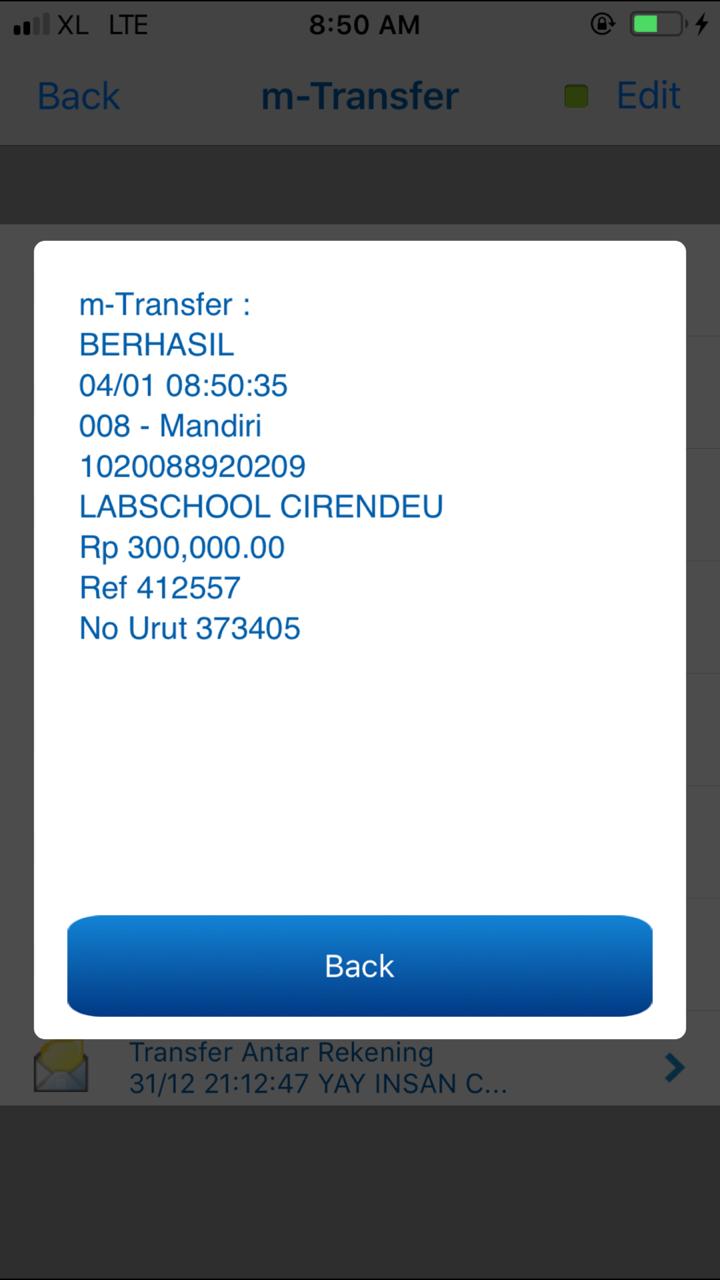 XL LTE 8:50 AM
Back m-Transfer Edit
m-Transfer :
BERHASIL
04/01 08:50:35
008 - Mandiri
1020088920209
LABSCHOOL CIRENDEU
Rp 300,000.00
Ref 412557
No Urut 373405
Back
Transfer Antar Rekening
31/12 21:12:47 YAY INSAN C...